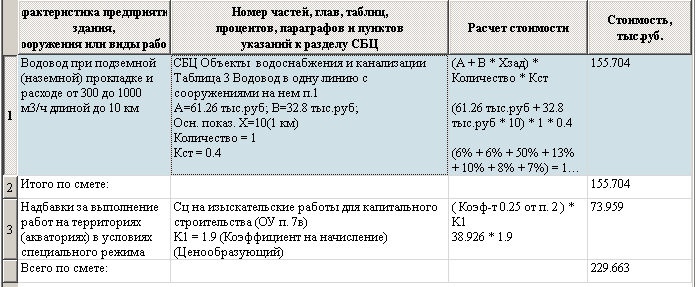 рактеристика предприяти
здания,
ооружения или виды рабо
Номер частей, глав, таблиц,
процентов, параграфов и пунктов
указаний к разделу СБЦ
Расчет стоимости
Стоимость,
тыс.руб.
1
Водовод при подземной
(наземной) прокладке и
расходе от 300 до 1000
м3/ч длиной до 10 км
СБЦ Объекты водоснабжения и канализации
Таблица 3 Водовод в одну линию с
сооружениями на нем п.1
А=61.26 тыс.руб; В=32.8 тыс.руб;
Осн. показ. Х=10(1 км)
Количество = 1
Кст = 0.4
(А + В * Хзад) *
Количество * Кст
(61.26 тыс.руб + 32.8
тыс.руб * 10) * 1 * 0.4
(6% + 6% + 50% + 13%
+ 10% + 8% + 7%) = 1…
155.704
2
Итого по смете:
155.704
3
Надбавки за выполнение
работ на территориях
(акваториях) в условиях
специального режима
Сц на изыскательские работы для капитального
строительства (ОУ п. 7в)
К1 = 1.9 (Коэффициент на начисление)
(Ценообразующий)
( Коэф-т 0.25 от п. 2 ) *
К1
38.926 * 1.9
73.959
Всего по смете:
229.663